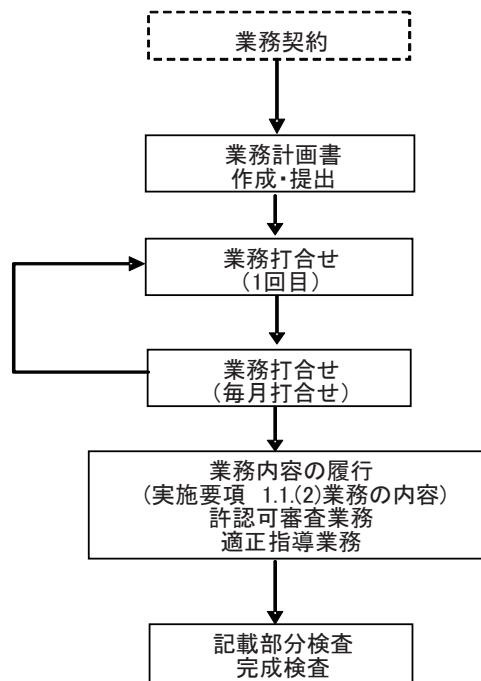 業務契約
業務計画書
作成・提出
業務打合せ
(1回目)
業務打合せ
(毎月打合せ)
業務内容の履行
(実施要項 1.1.(2)業務の内容)
許認可審査業務
適正指導業務
記載部分検査
完成検査